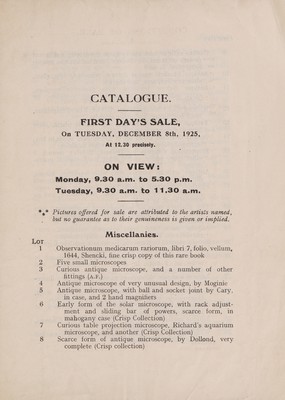 CATALOGUE.
FIRST DAY'S SALE,
On TUESDAY, DECEMBER 8th, 1925,
At 12.30 precisely.
ON VIEW:
Monday, 9.30 a.m. to 5.30 p.m.
Tuesday, 9.30 a.m. to 11.30 a.m.
*** Pictures offered for sale are attributed to the artists named,
but no guarantee as to their genuineness is given or implied.
Miscellanies.
LOT
1 Observationum medicarum rariorum, libri 7, folio, vellum,
1644, Shencki, fine crisp copy of this rare book
2 Five small microscopes
3 Curious antique microscope, and a number of other
fittings (A.F.)
4 Antique microscope of very unusual design, by Moginie
5 Antique microscope, with ball and socket joint by Cary,
in case, and 2 hand magnifiers
6 Early form of the solar microscope, with rack adjust-
ment and sliding bar of powers, scarce form, in
mahogany case (Crisp Collection)
7 Curious table projection microscope, Richard's aquarium
microscope, and another (Crisp Collection)
8 Scarce form of antique microscope, by Dollond, very
complete (Crisp collection)